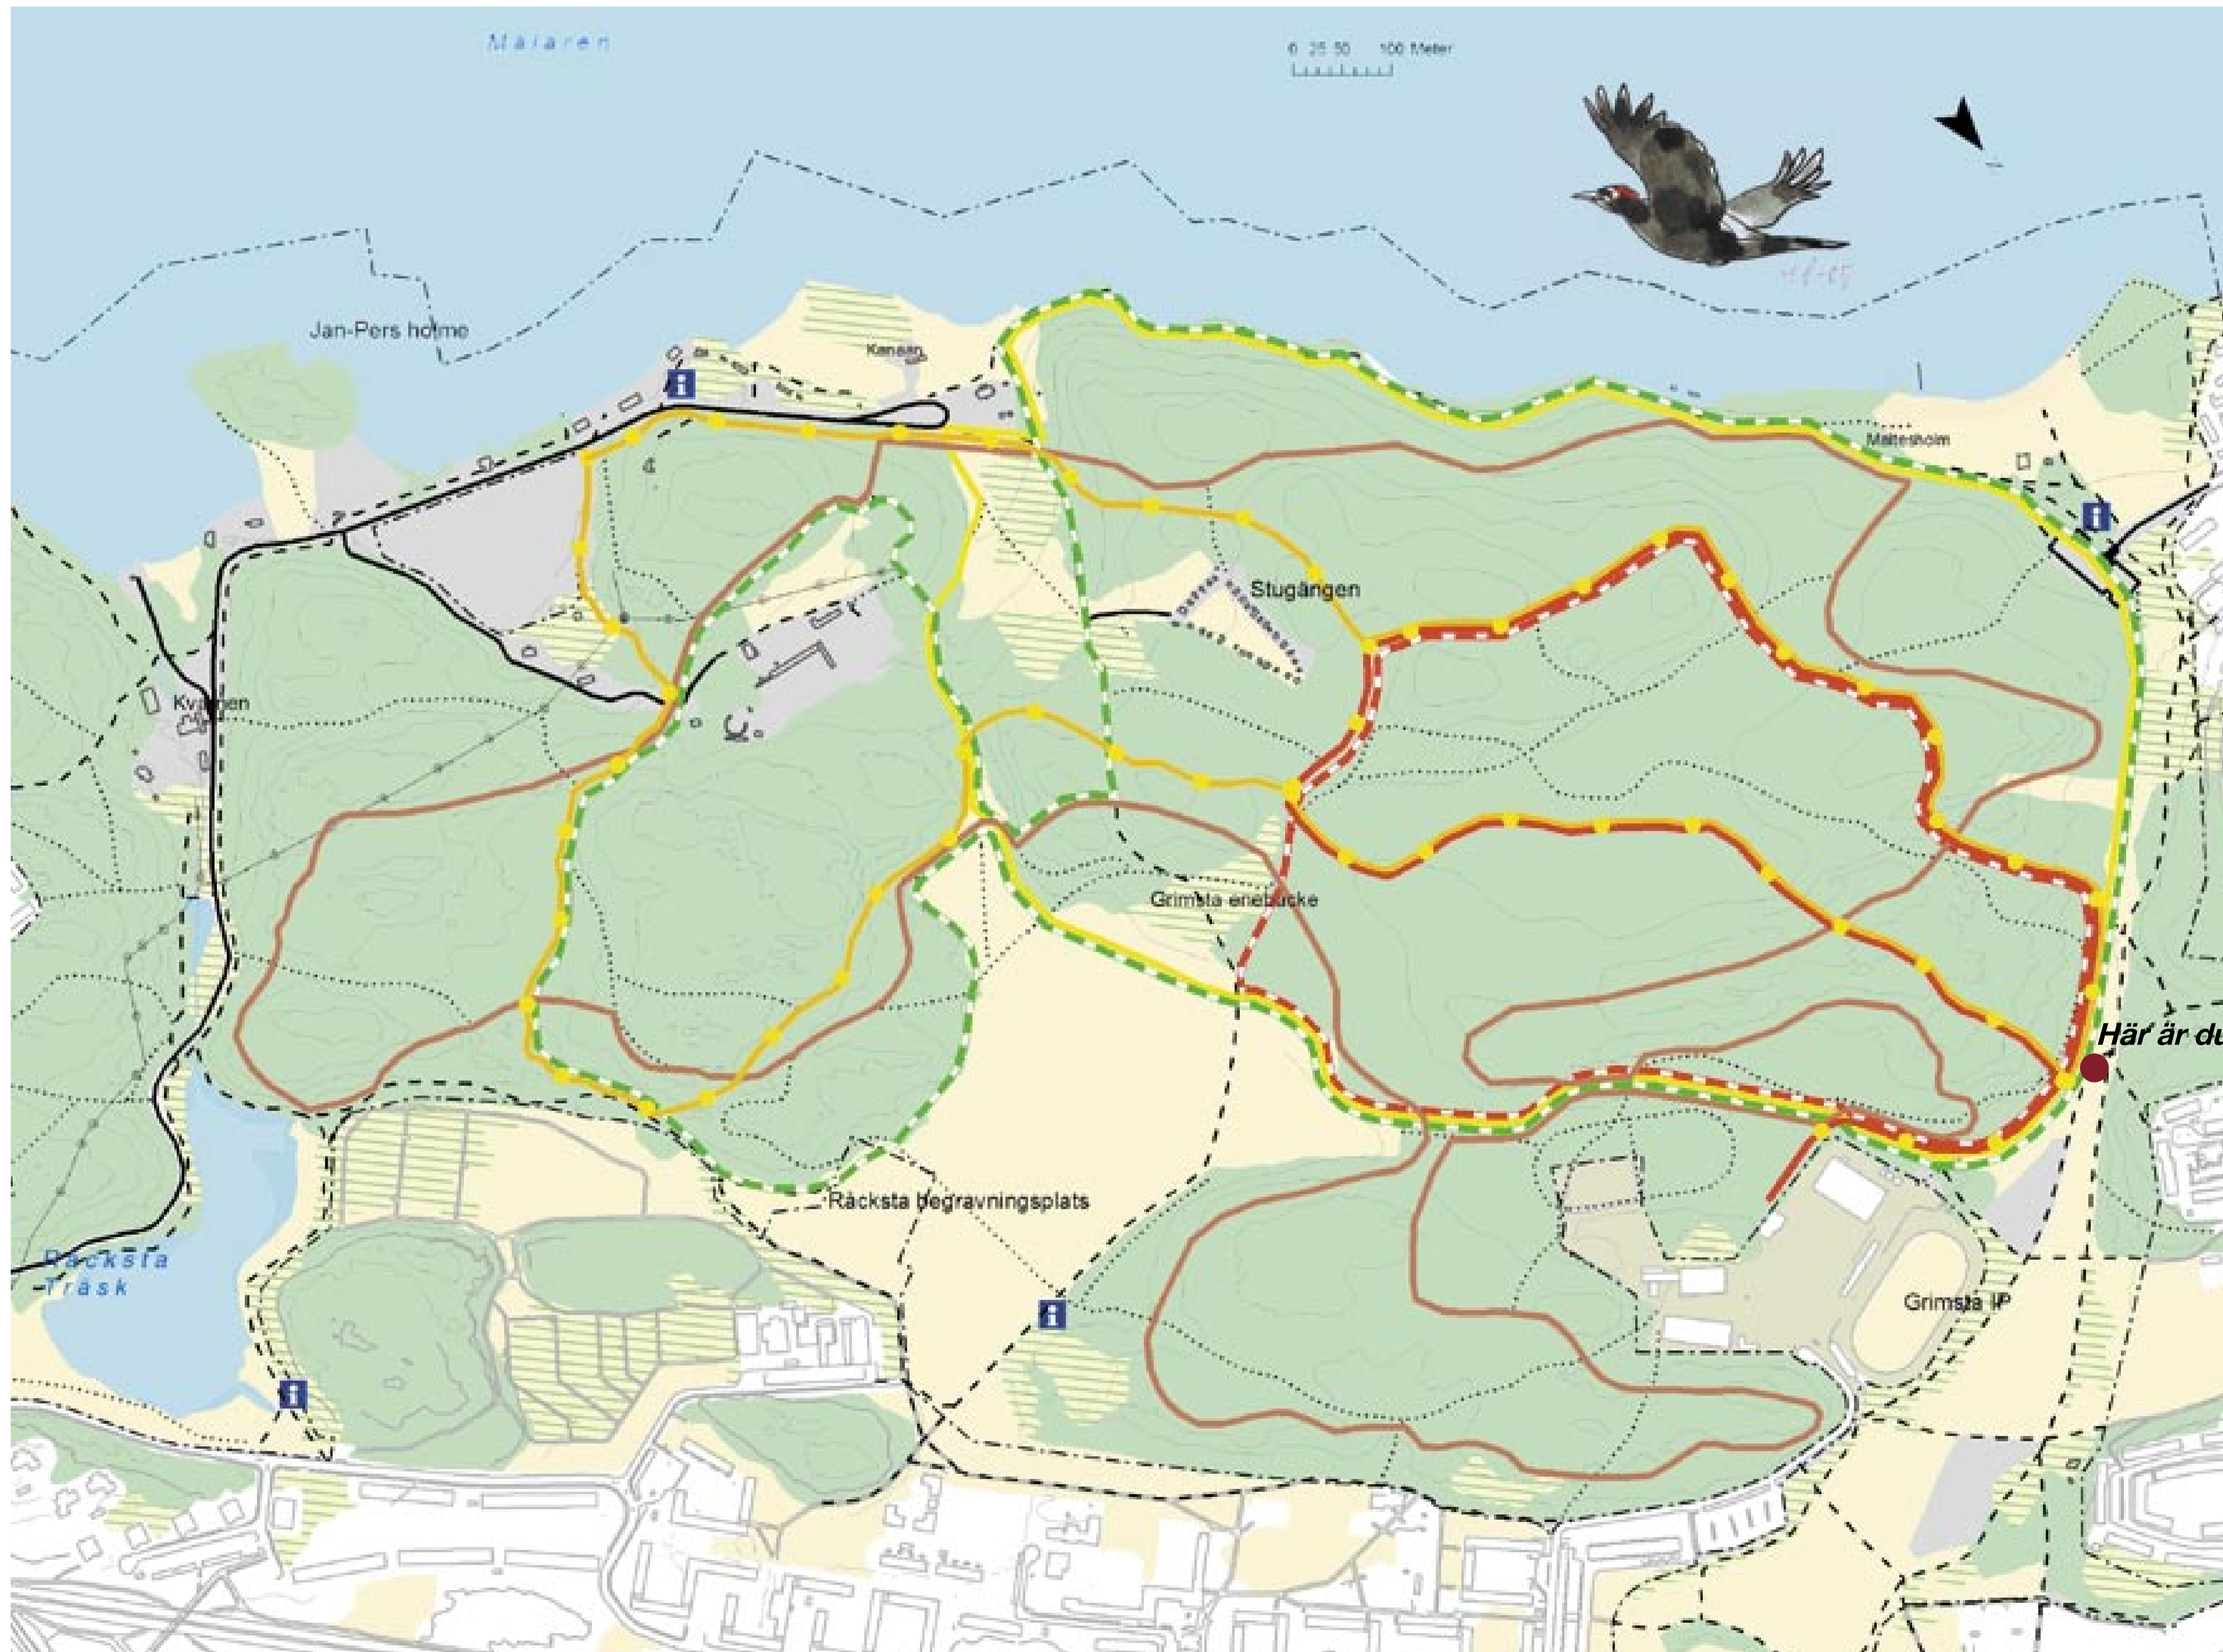 Mälaren
0 25 50 100 Meter
Jan-Pers holme
Kanaan
Maltesholm
Stugängen
Kvarnen
Grimsta enebacke
Här är du
Råcksta begravningsplats
Råcksta
Träsk
Grimsta IP